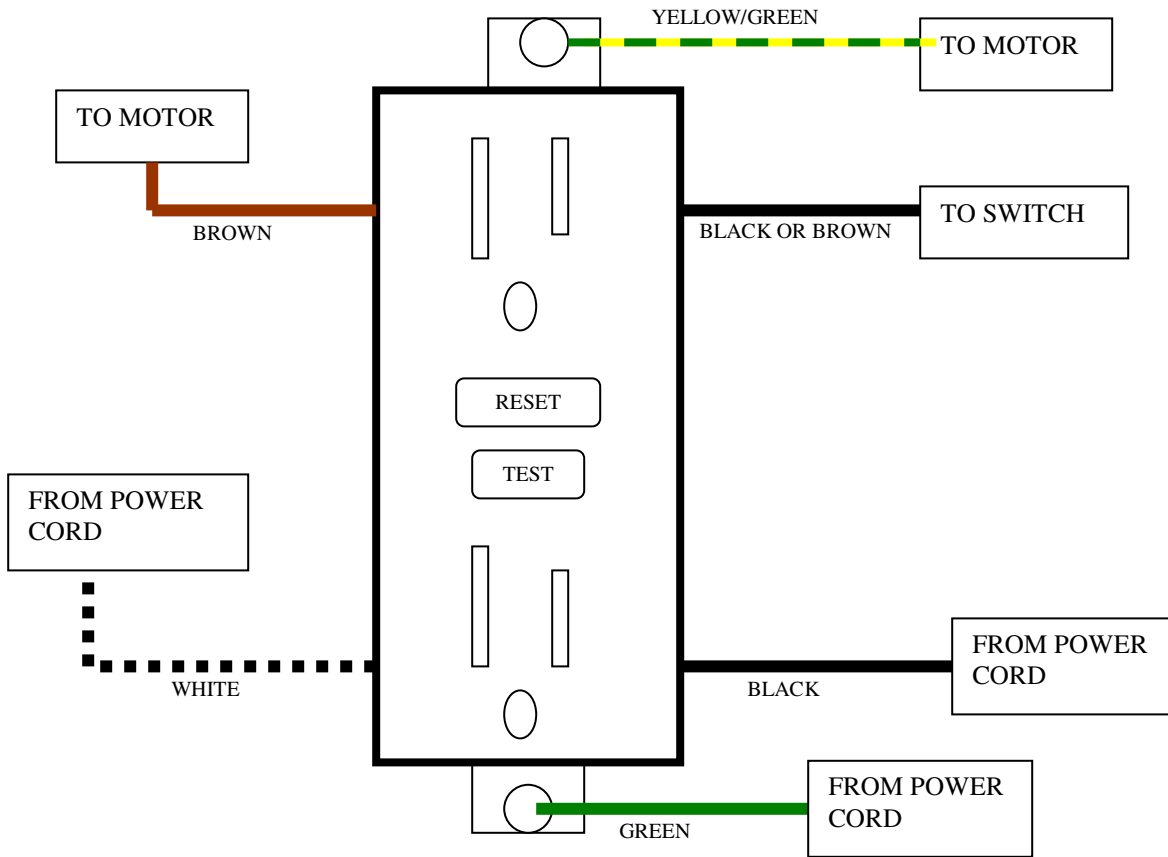 YELLOW/GREEN
TO MOTOR
TO MOTOR
BROWN
TO SWITCH
BLACK OR BROWN
RESET
TEST
FROM POWER
CORD
WHITE
FROM POWER
CORD
BLACK
FROM POWER
CORD
GREEN